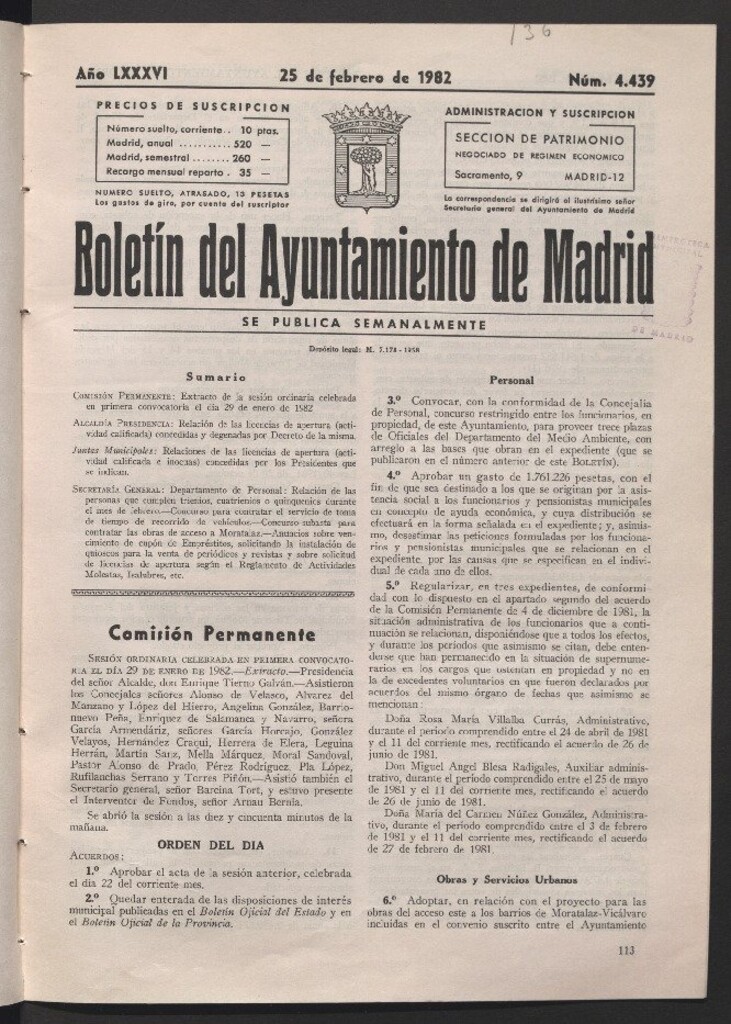 136
Año LXXXVI
25 de febrero de 1982
Núm. 4.439
PRECIOS DE SUSCRIPCION
Número suelto, corriente.. 10 ptas.
Madrid, anual ........... 520 —
Madrid, semestral ........ 260 —
Recargo mensual reparto . 35 —
NUMERO SUELTO, ATRASADO, 15 PESETAS
Los gastos de giro, por cuenta del suscriptor
ADMINISTRACION Y SUSCRIPCION
SECCION DE PATRIMONIO
NEGOCIADO DE REGIMEN ECONOMICO
Sacramento, 9 MADRID-12
La correspondencia se dirigirá al ilustrísimo señor
Secretario general del Ayuntamiento de Madrid
Boletín del Ayuntamiento de Madrid
DE MADRID
SE PUBLICA SEMANALMENTE
Depósito legal: M. 7.178 - 1958
Sumario
COMISIÓN PERMANENTE: Extracto de la sesión ordinaria celebrada
en primera convocatoria el día 29 de enero de 1982
ALCALDÍA PRESIDENCIA: Relación de las licencias de apertura (acti-
vidad calificada) concedidas y degenadas por Decreto de la misma.
Juntas Municipales: Relaciones de las licencias de apertura (acti-
vidad calificada e inocuas) concedidas por los Presidentes que
se indican.
SECRETARÍA GENERAL: Departamento de Personal: Relación de las
personas que cumplen trienios, cuatrienios o quinquenios durante
el mes de febrero.—Concurso para contratar el servicio de toma
de tiempo de recorrido de vehículos.—Concurso-subasta para
contratar las obras de acceso a Moratalaz.—Anuncios sobre ven-
cimiento de cupón de Empréstitos, solicitando la instalación de
quioscos para la venta de periódicos y revistas y sobre solicitud
de licencias de apertura según el Reglamento de Actividades
Molestas, Insalubres, etc.
Comisión Permanente
SESIÓN ORDINARIA CELEBRADA EN PRIMERA CONVOCATO-
RIA EL DÍA 29 DE ENERO DE 1982.—Extracto.—Presidencia
del señor Alcalde, don Enrique Tierno Galván.—Asistieron
los Concejales señores Alonso de Velasco, Alvarez del
Manzano y López del Hierro, Angelina González, Barrio-
nuevo Peña, Enríquez de Salamanca y Navarro, señora
García Armendáriz, señores García Horcajo, González
Velayos, Hernández Craqui, Herrera de Elera, Leguina
Herrán, Martín Sanz, Mella Márquez, Moral Sandoval,
Pastor Alonso de Prado, Pérez Rodríguez, Pla López,
Rufilanchas Serrano y Torres Piñón.—Asistió también el
Secretario general, señor Barcina Tort, y estuvo presente
el Interventor de Fondos, señor Arnau Bernia.
Se abrió la sesión a las diez y cincuenta minutos de la
mañana.
ORDEN DEL DIA
ACUERDOS:
1.º Aprobar el acta de la sesión anterior, celebrada
el día 22 del corriente mes.
2.º Quedar enterada de las disposiciones de interés
municipal publicadas en el Boletín Oficial del Estado y en
el Boletín Oficial de la Provincia.
Personal
3.º Convocar, con la conformidad de la Concejalía
de Personal, concurso restringido entre los funcionarios, en
propiedad, de este Ayuntamiento, para proveer trece plazas
de Oficiales del Departamento del Medio Ambiente, con
arreglo a las bases que obran en el expediente (que se
publicaron en el número anterior de este BOLETÍN).
4.º Aprobar un gasto de 1.761.226 pesetas, con el
fin de que sea destinado a los que se originan por la asis-
tencia social a los funcionarios y pensionistas municipales
en concepto de ayuda económica, y cuya distribución se
efectuará en la forma señalada en el expediente; y, asimis-
mo, desestimar las peticiones formuladas por los funciona-
rios y pensionistas municipales que se relacionan en el
expediente, por las causas que se especifican en el indivi-
dual de cada uno de ellos.
5.º Regularizar, en tres expedientes, de conformi-
dad con lo dispuesto en el apartado segundo del acuerdo
de la Comisión Permanente de 4 de diciembre de 1981, la
situación administrativa de los funcionarios que a conti-
nuación se relacionan, disponiéndose que a todos los efectos,
y durante los períodos que asimismo se citan, debe enten-
derse que han permanecido en la situación de supernume-
rarios en los cargos que ostentan en propiedad y no en
la de excedentes voluntarios en que fueron declarados por
acuerdos del mismo órgano de fechas que asimismo se
mencionan:
Doña Rosa María Villalba Currás, Administrativo,
durante el período comprendido entre el 24 de abril de 1981
y el 11 del corriente mes, rectificando el acuerdo de 26 de
junio de 1981.
Don Miguel Angel Blesa Radigales, Auxiliar adminis-
trativo, durante el período comprendido entre el 25 de mayo
de 1981 y el 11 del corriente mes, rectificando el acuerdo
de 26 de junio de 1981.
Doña María del Carmen Núñez González, Administra-
tivo, durante el período comprendido entre el 3 de febrero
de 1981 y el 11 del corriente mes, rectificando el acuerdo
de 27 de febrero de 1981.
Obras y Servicios Urbanos
6.º Adoptar, en relación con el proyecto para las
obras del acceso este a los barrios de Moratalaz-Vicálvaro
incluidas en el convenio suscrito entre el Ayuntamiento
113